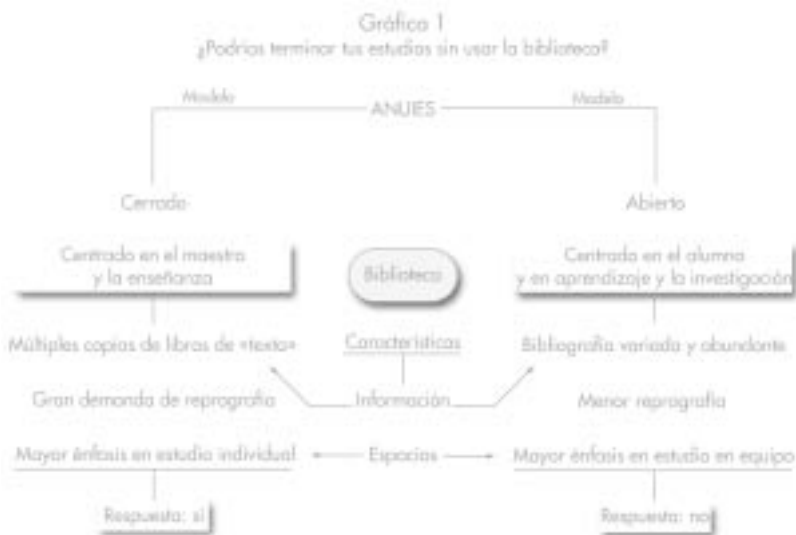 Gráfica 1
¿Podrías terminar tus estudios sin usar la biblioteca?
Modelo ANUIES Modelo
Cerrado Abierto
Centrado en el maestro
y la enseñanza
Biblioteca
Centrado en el alumno
y en aprendizaje y la investigación
Múltiples copias de libros de «texto» Características Bibliografía variada y abundante
Gran demanda de reprografía Información Menor reprografía
Mayor énfasis en estudio individual Espacios Mayor énfasis en estudio en equipo
Respuesta: sí Respuesta: no